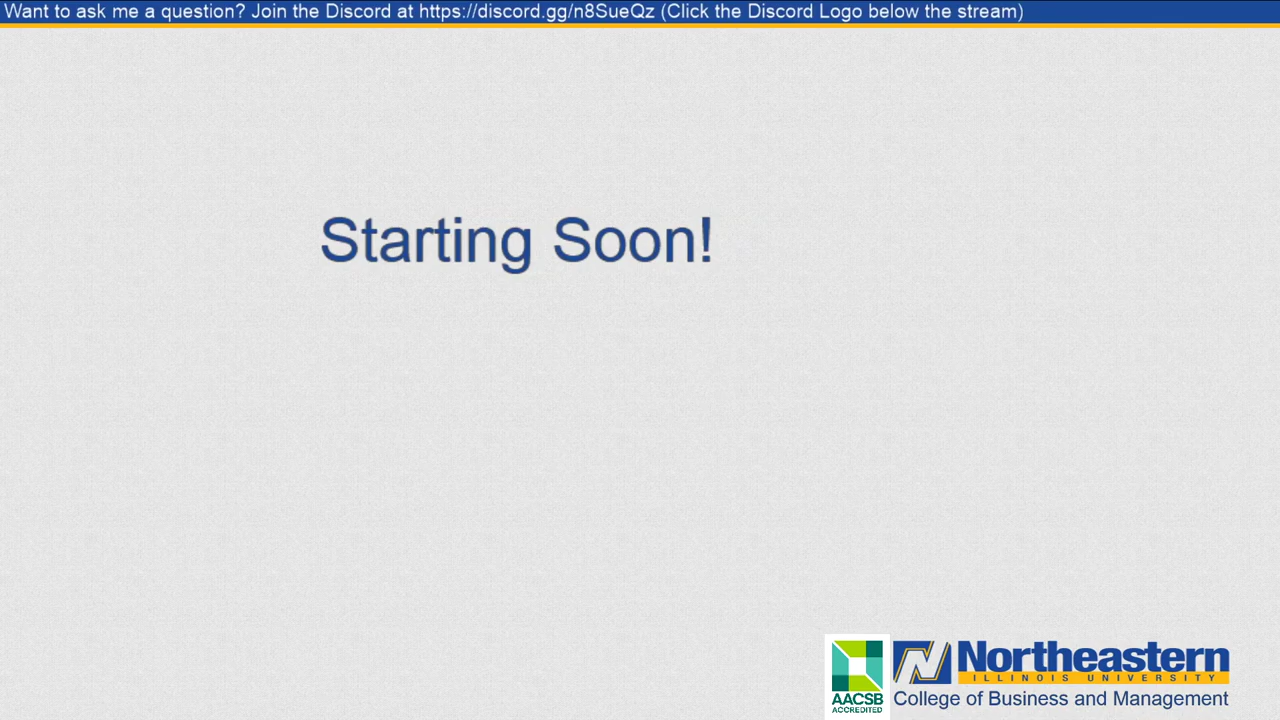 Want to ask me a question? Join the Discord at https://discord.gg/n8SueQz (Click the Discord Logo below the stream)
Starting Soon!
AACSB
ACCREDITED
Northeastern
ILLINOIS UNIVERSITY
College of Business and Management